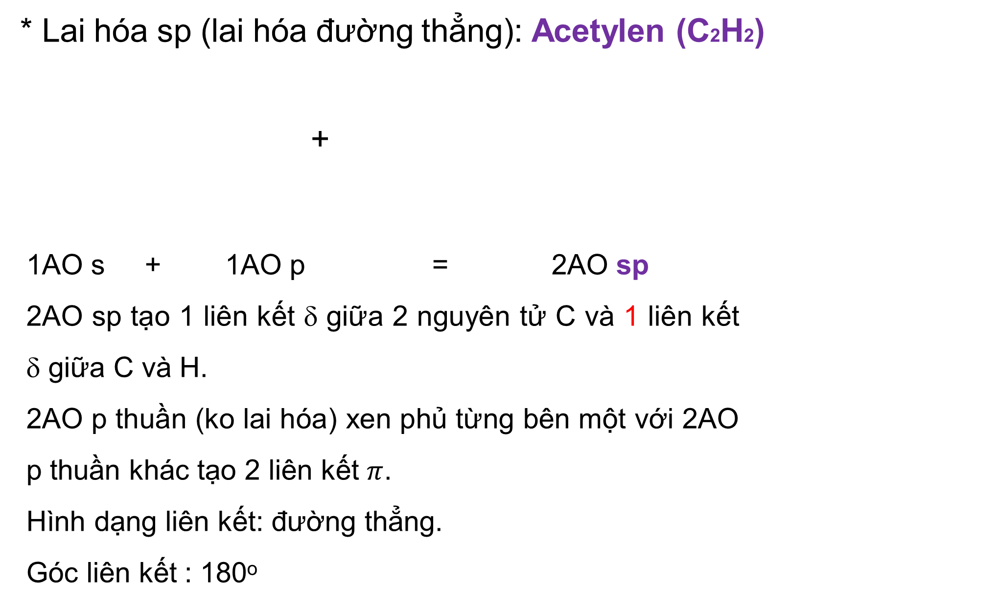 * Lai hóa sp (lai hóa đường thẳng): Acetylen (C₂H₂)
+
1AO s + 1AO p = 2AO sp
2AO sp tạo 1 liên kết δ giữa 2 nguyên tử C và 1 liên kết
δ giữa C và H.
2AO p thuần (ko lai hóa) xen phủ từng bên một với 2AO
p thuần khác tạo 2 liên kết π.
Hình dạng liên kết: đường thẳng.
Góc liên kết : 180º